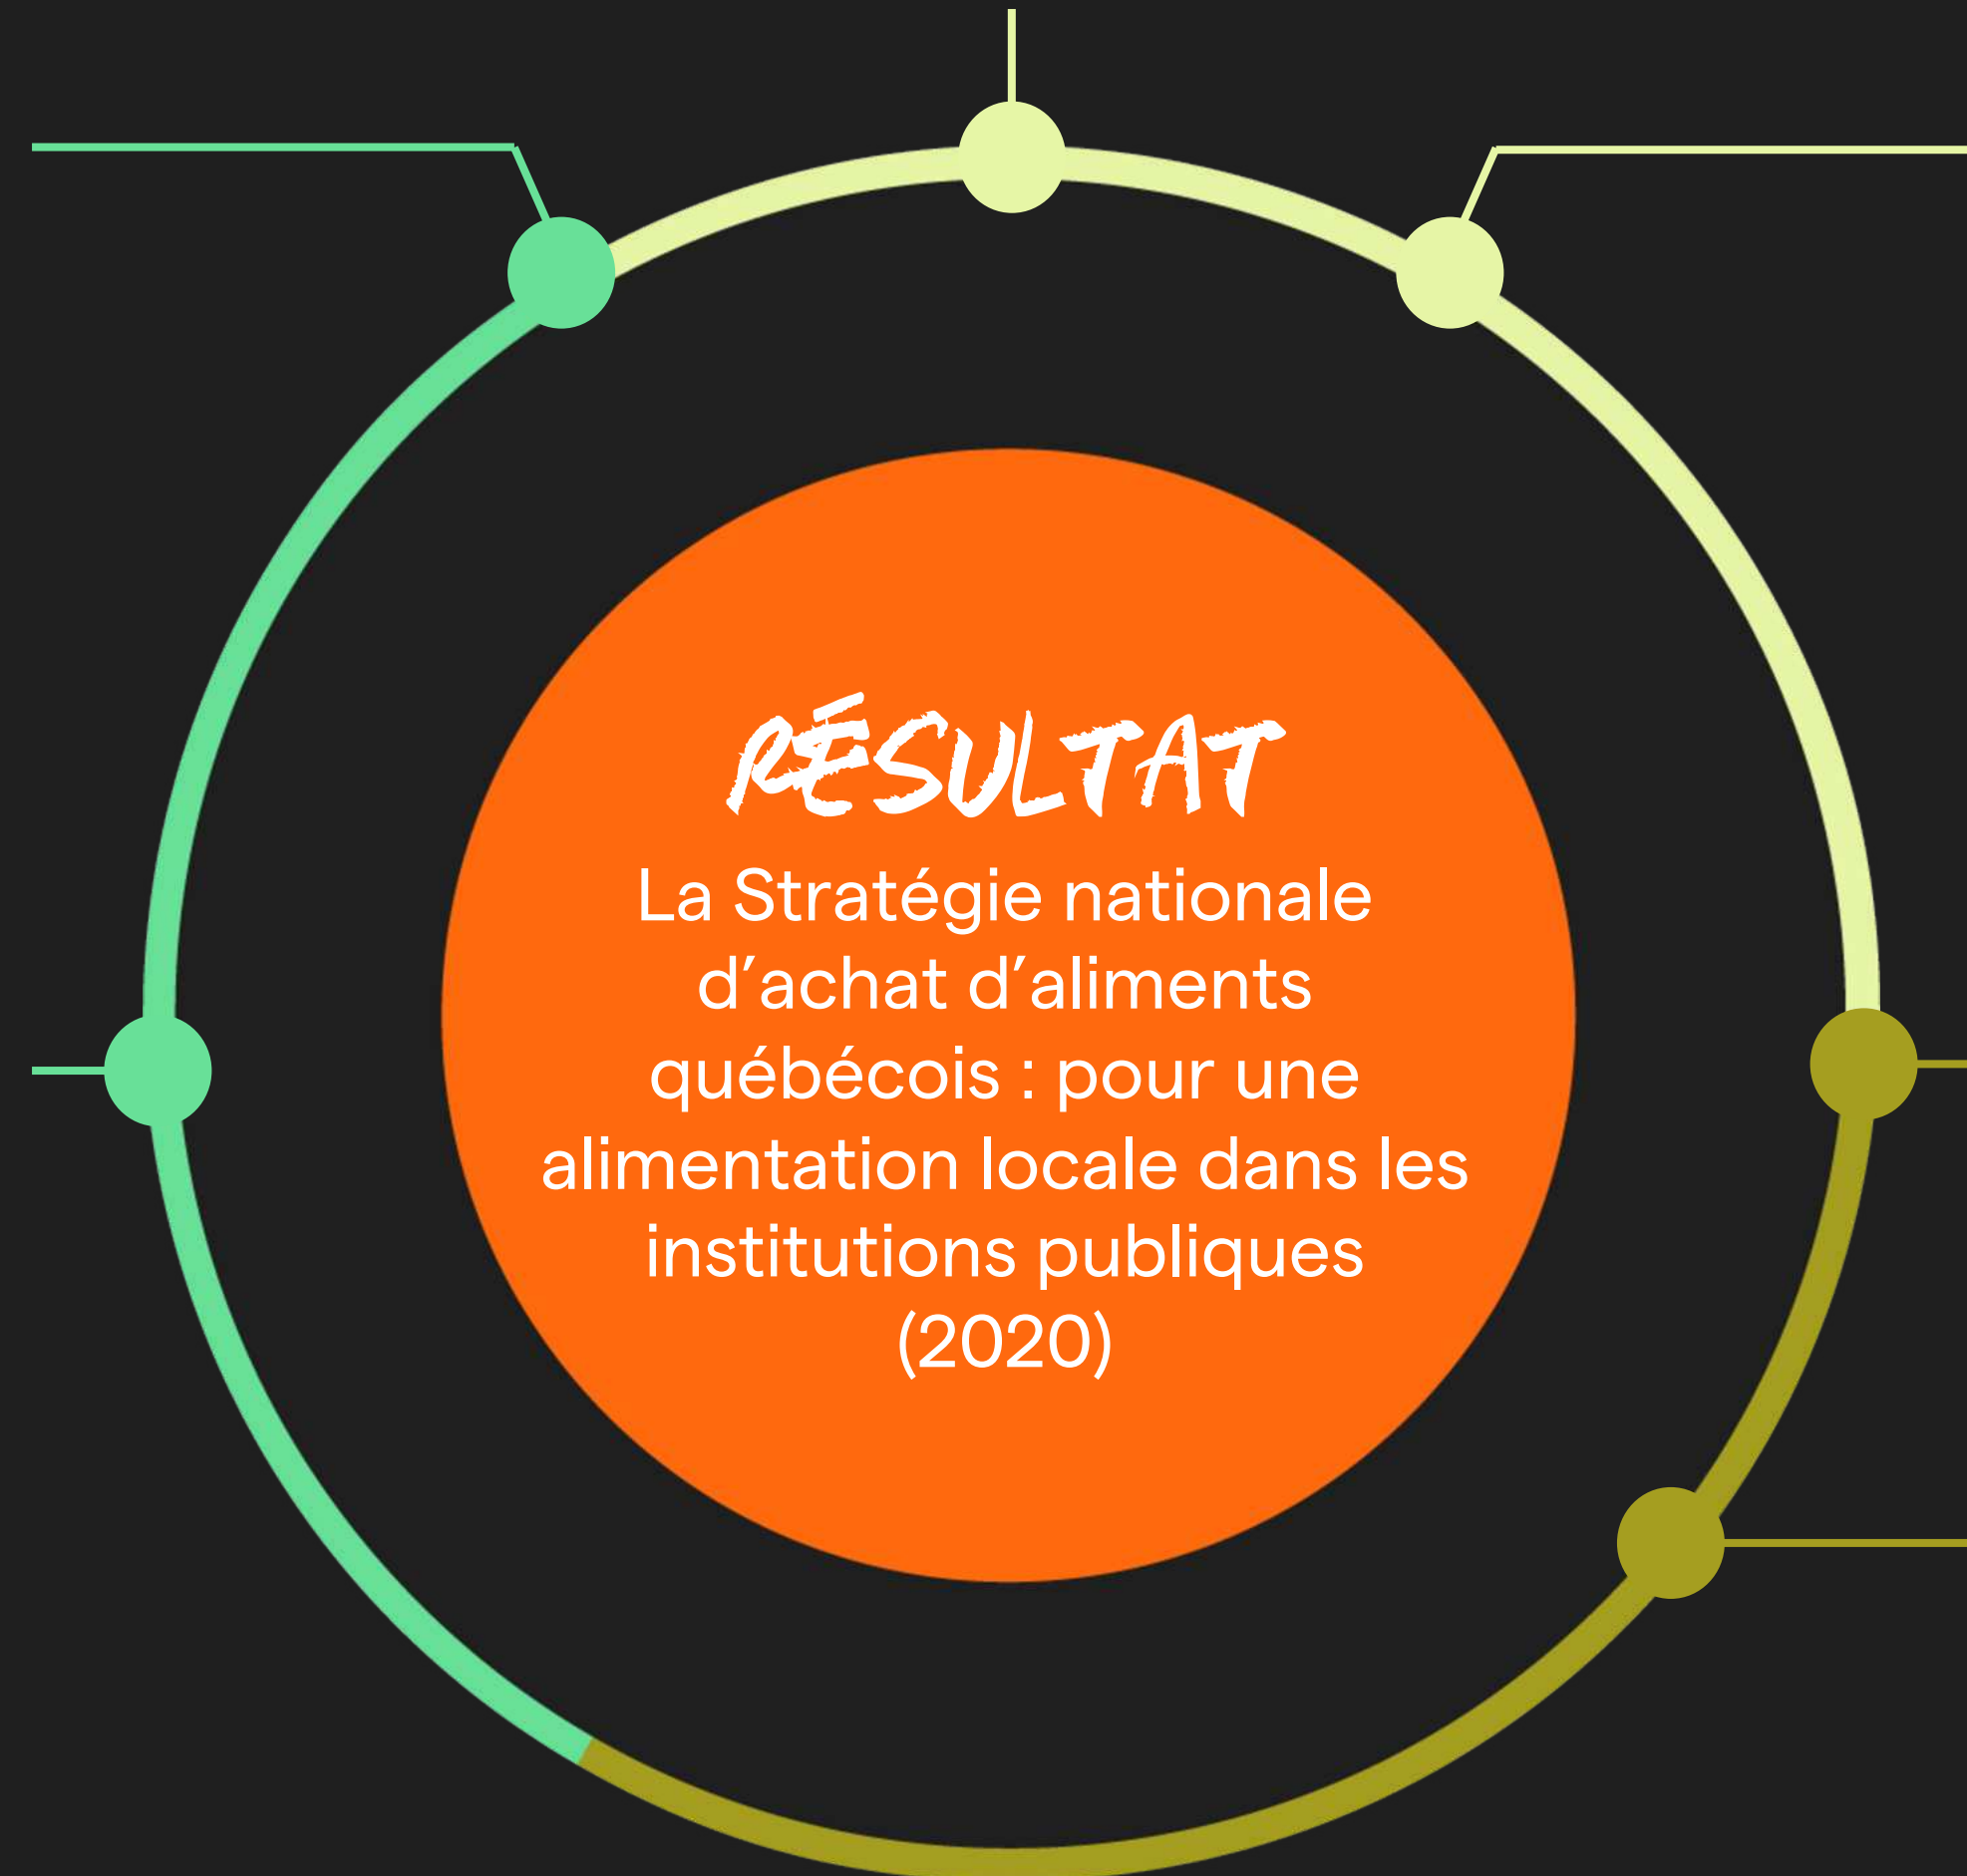 RÉSULTAT
La Stratégie nationale
d'achat d'aliments
québécois : pour une
alimentation locale dans les
institutions publiques
(2020)